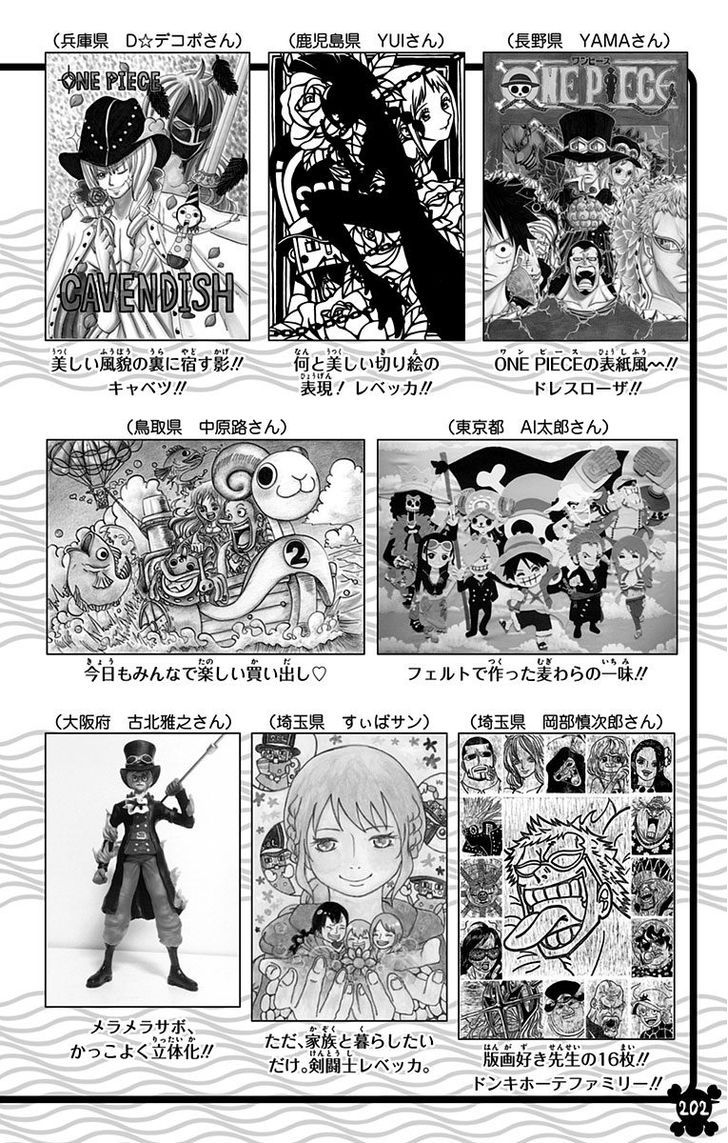 （兵庫県　D☆デコポさん）
ONE PIECE
CAVENDISH
美しい風貌の裏に宿す影!!
キャベツ!!
（鹿児島県　YUIさん）
何と美しい切り絵の
表現！レベッカ!!
（長野県　YAMAさん）
ワンピース
ONE PIECE
ONE PIECEの表紙風〜!!
ドレスローザ!!
（鳥取県　中原路さん）
2
今日もみんなで楽しい買い出し♡
（東京都　AI太郎さん）
フェルトで作った麦わらの一味!!
（大阪府　古北雅之さん）
メラメラサボ、
かっこよく立体化!!
（埼玉県　すぃばサン）
ただ、家族と暮らしたい
だけ。剣闘士レベッカ。
（埼玉県　岡部慎次郎さん）
版画好き先生の16枚!!
ドンキホーテファミリー!!
202